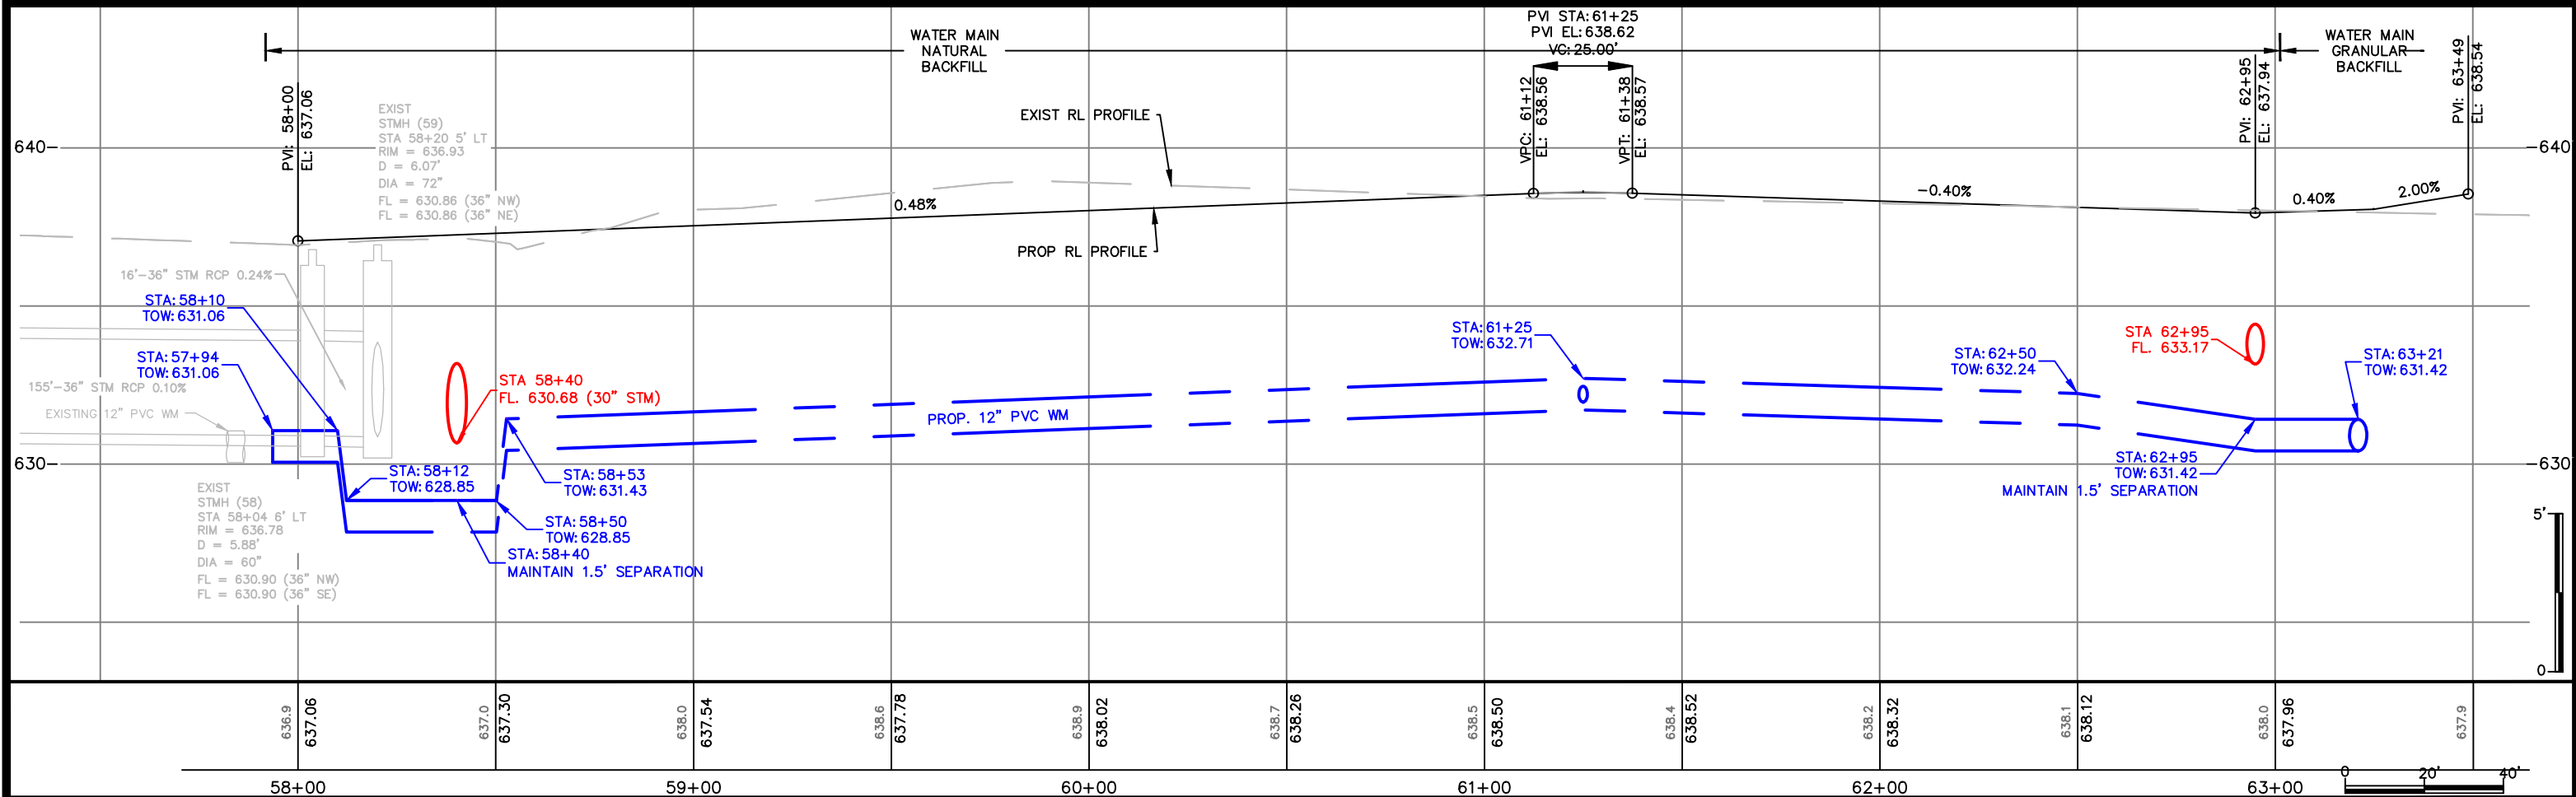 WATER MAIN
NATURAL
BACKFILL
PVI STA: 61+25
PVI EL: 638.62
VC: 25.00'
WATER MAIN
GRANULAR
BACKFILL
PVI: 58+00
EL: 637.06
VPC: 61+12
EL: 638.56
VPT: 61+38
EL: 638.57
PVI: 62+95
EL: 637.94
PVI: 63+49
EL: 638.54
EXIST
STMH (59)
STA 58+20 5' LT
RIM = 636.93
D = 6.07'
DIA = 72"
FL = 630.86 (36" NW)
FL = 630.86 (36" NE)
EXIST RL PROFILE
640
640
0.48%
-0.40%
0.40%
2.00%
PROP RL PROFILE
16'-36" STM RCP 0.24%
STA: 58+10
TOW: 631.06
STA: 57+94
TOW: 631.06
155'-36" STM RCP 0.10%
EXISTING 12" PVC WM
STA 58+40
FL. 630.68 (30" STM)
PROP. 12" PVC WM
STA: 61+25
TOW: 632.71
STA: 62+50
TOW: 632.24
STA 62+95
FL. 633.17
STA: 63+21
TOW: 631.42
630
630
STA: 58+12
TOW: 628.85
STA: 58+53
TOW: 631.43
STA: 58+50
TOW: 628.85
STA: 58+40
MAINTAIN 1.5' SEPARATION
STA: 62+95
TOW: 631.42
MAINTAIN 1.5' SEPARATION
EXIST
STMH (58)
STA 58+04 6' LT
RIM = 636.78
D = 5.88'
DIA = 60"
FL = 630.90 (36" NW)
FL = 630.90 (36" SE)
5'
0
636.9
637.06
637.0
637.30
638.0
637.54
638.6
637.78
638.9
638.02
638.7
638.26
638.5
638.50
638.4
638.52
638.2
638.32
638.1
638.12
638.0
637.96
637.9
58+00
59+00
60+00
61+00
62+00
63+00
0 20' 40'